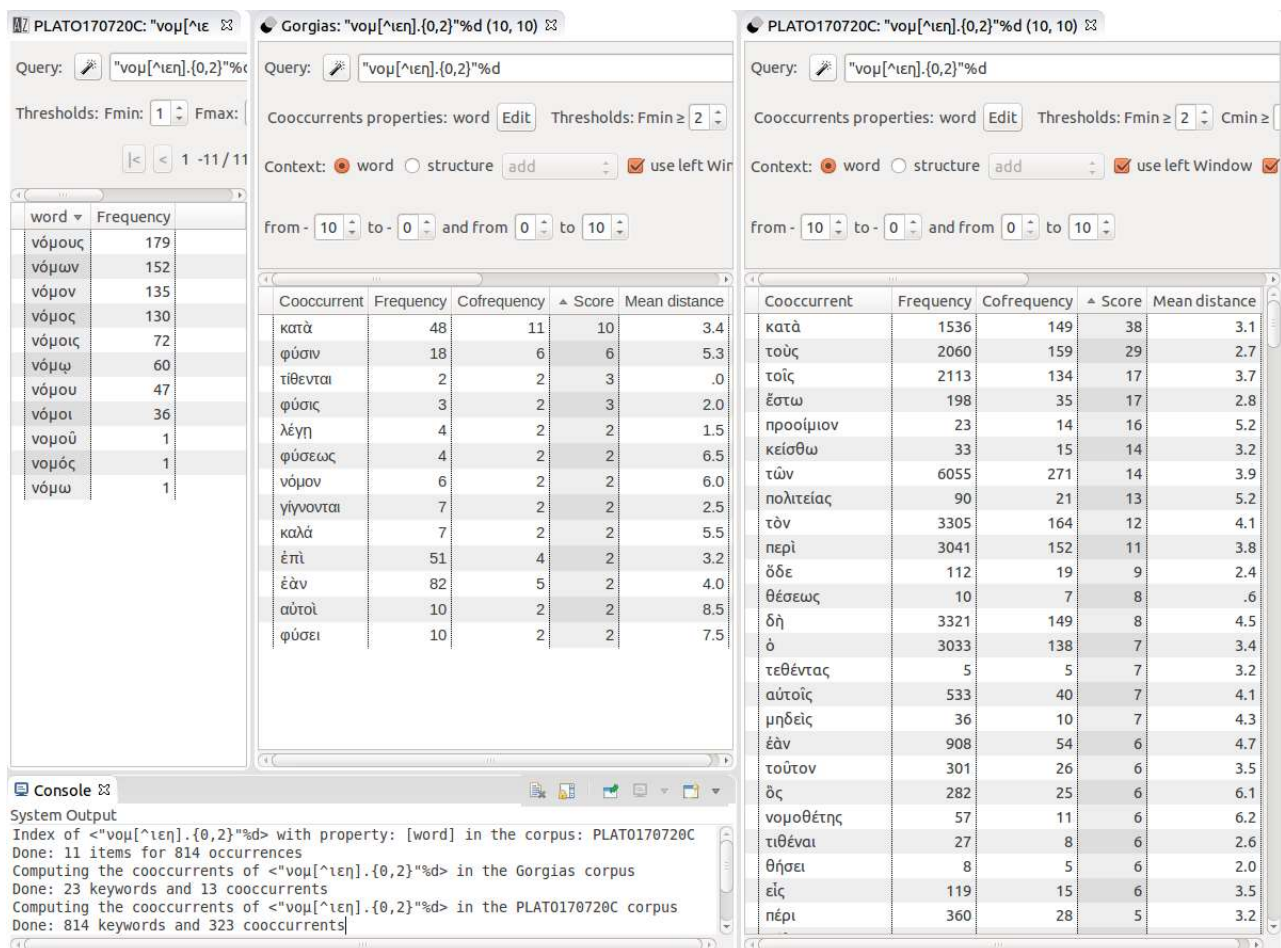 PLATO170720C: "νομ[^ιε
Query: "νομ[^ιεη].{0,2}"%d
Thresholds: Fmin: 1 Fmax:
|< < 1 -11 / 11
word Frequency
νόμους 179
νόμων 152
νόμον 135
νόμος 130
νόμοις 72
νόμῳ 60
νόμου 47
νόμοι 36
νομοῦ 1
νομός 1
νόμω 1
Gorgias: "νομ[^ιεη].{0,2}"%d (10, 10)
Query: "νομ[^ιεη].{0,2}"%d
Cooccurrents properties: word Edit Thresholds: Fmin ≥ 2
Context: word structure add use left Win
from - 10 to - 0 and from 0 to 10
Cooccurrent Frequency Cofrequency Score Mean distance
κατὰ 48 11 10 3.4
φύσιν 18 6 6 5.3
τίθενται 2 2 3 .0
φύσις 3 2 3 2.0
λέγῃ 4 2 2 1.5
φύσεως 4 2 2 6.5
νόμον 6 2 2 6.0
γίγνονται 7 2 2 2.5
καλά 7 2 2 5.5
ἐπὶ 51 4 2 3.2
ἐὰν 82 5 2 4.0
αὐτοὶ 10 2 2 8.5
φύσει 10 2 2 7.5
PLATO170720C: "νομ[^ιεη].{0,2}"%d (10, 10)
Query: "νομ[^ιεη].{0,2}"%d
Cooccurrents properties: word Edit Thresholds: Fmin ≥ 2 Cmin ≥
Context: word structure add use left Window
from - 10 to - 0 and from 0 to 10
Cooccurrent Frequency Cofrequency Score Mean distance
κατὰ 1536 149 38 3.1
τοὺς 2060 159 29 2.7
τοῖς 2113 134 17 3.7
ἔστω 198 35 17 2.8
προοίμιον 23 14 16 5.2
κείσθω 33 15 14 3.2
τῶν 6055 271 14 3.9
πολιτείας 90 21 13 5.2
τὸν 3305 164 12 4.1
περὶ 3041 152 11 3.8
ὅδε 112 19 9 2.4
θέσεως 10 7 8 .6
δὴ 3321 149 8 4.5
ὁ 3033 138 7 3.4
τεθέντας 5 5 7 3.2
αὐτοῖς 533 40 7 4.1
μηδεὶς 36 10 7 4.3
ἐὰν 908 54 6 4.7
τοῦτον 301 26 6 3.5
ὃς 282 25 6 6.1
νομοθέτης 57 11 6 6.2
τιθέναι 27 8 6 2.6
θήσει 8 5 6 2.0
εἷς 119 15 6 3.5
πέρι 360 28 5 3.2
Console
System Output
Index of <"νομ[^ιεη].{0,2}"%d> with property: [word] in the corpus: PLATO170720C
Done: 11 items for 814 occurrences
Computing the cooccurrents of <"νομ[^ιεη].{0,2}"%d> in the Gorgias corpus
Done: 23 keywords and 13 cooccurrents
Computing the cooccurrents of <"νομ[^ιεη].{0,2}"%d> in the PLATO170720C corpus
Done: 814 keywords and 323 cooccurrents